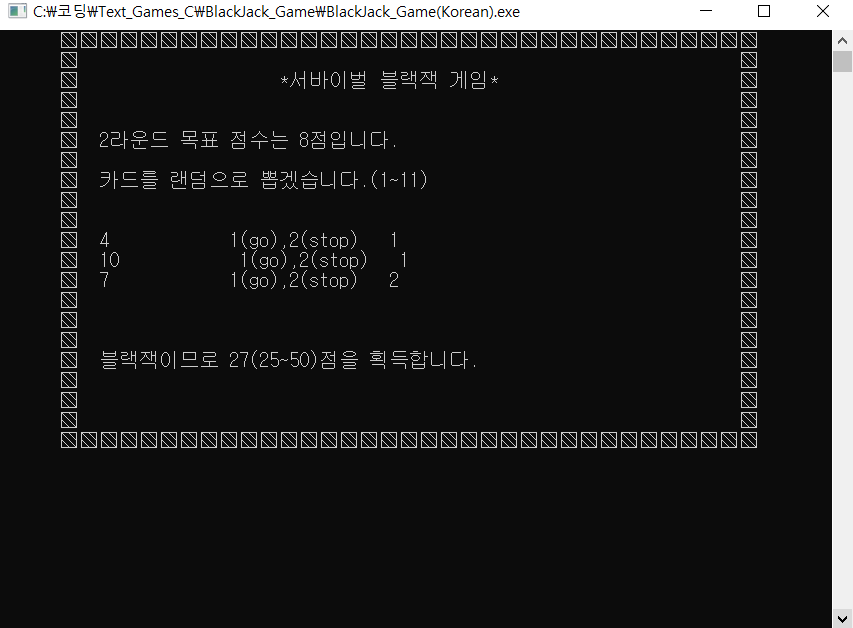 C:\코딩\Text_Games_C\BlackJack_Game\BlackJack_Game(Korean).exe
*서바이벌 블랙잭 게임*
2라운드 목표 점수는 8점입니다.
카드를 랜덤으로 뽑겠습니다.(1~11)
4 1(go),2(stop) 1
10 1(go),2(stop) 1
7 1(go),2(stop) 2
블랙잭이므로 27(25~50)점을 획득합니다.